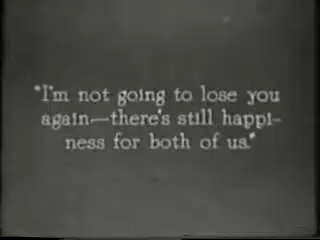 "I'm not going to lose you
again—there's still happi-
ness for both of us."